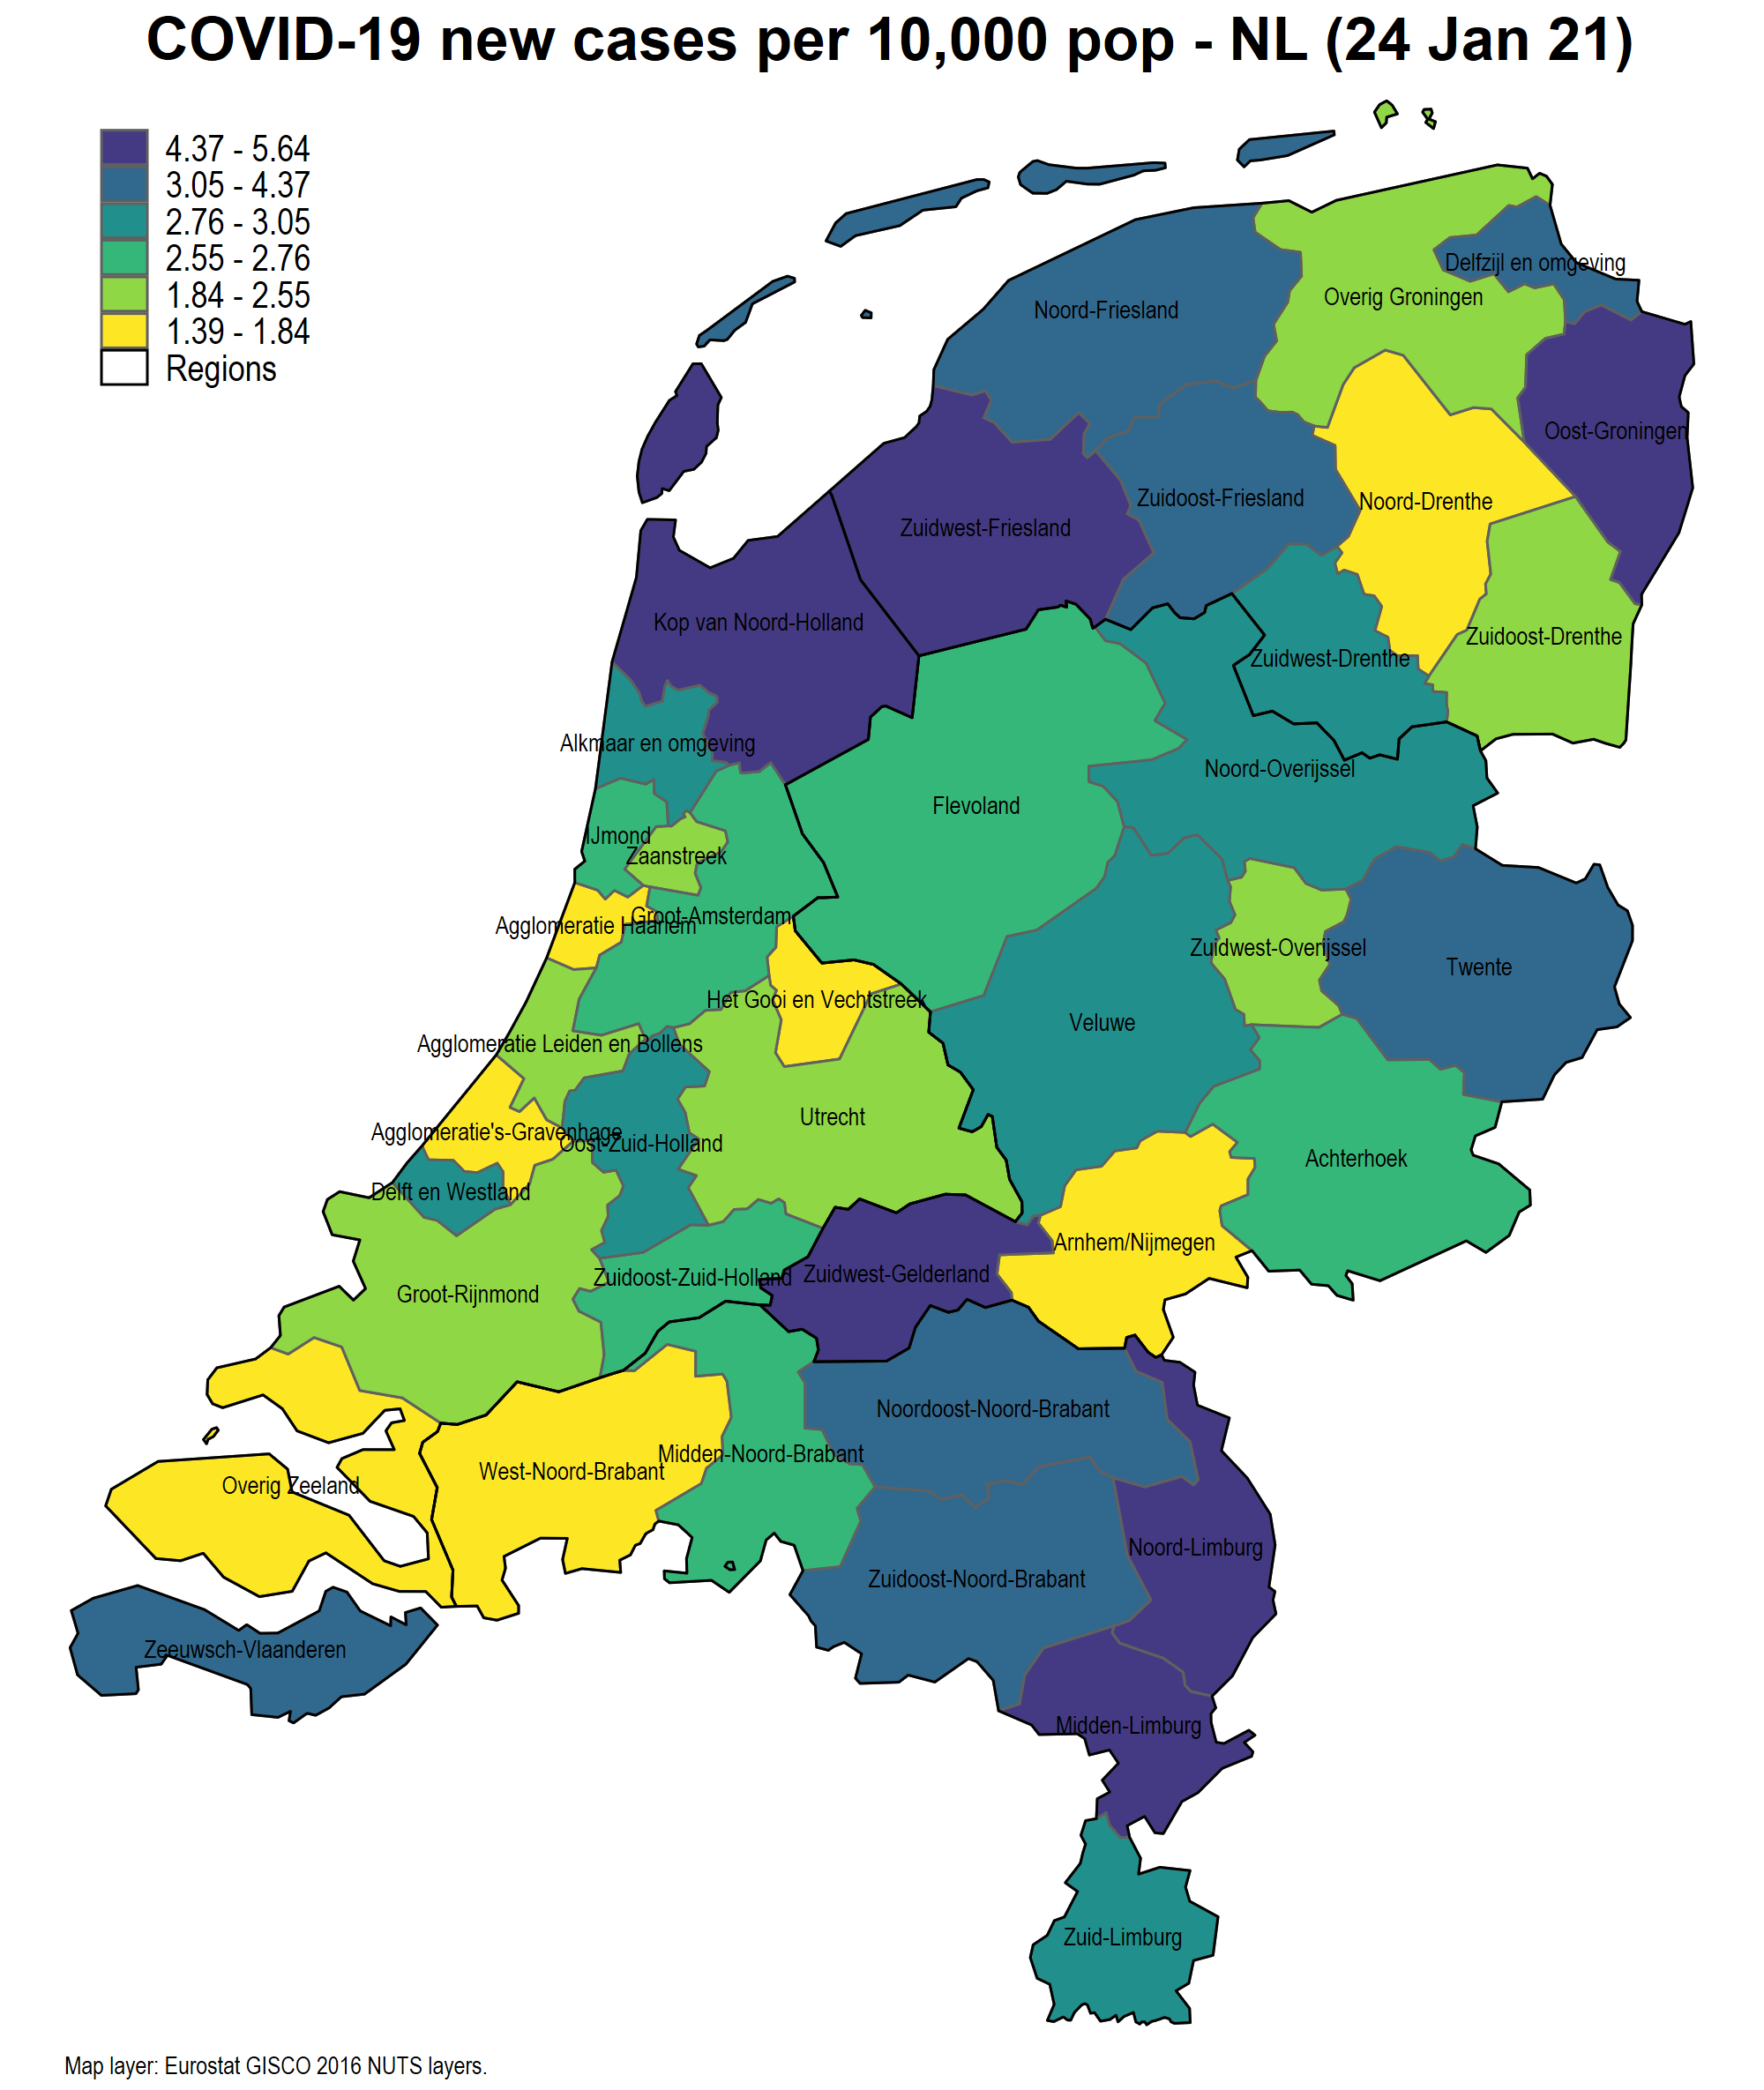 COVID-19 new cases per 10,000 pop - NL (24 Jan 21)
4.37 - 5.64
3.05 - 4.37
2.76 - 3.05
2.55 - 2.76
1.84 - 2.55
1.39 - 1.84
Regions
Delfzijl en omgeving
Overig Groningen
Noord-Friesland
Oost-Groningen
Zuidoost-Friesland
Noord-Drenthe
Zuidwest-Friesland
Kop van Noord-Holland
Zuidoost-Drenthe
Zuidwest-Drenthe
Alkmaar en omgeving
Noord-Overijssel
Flevoland
IJmond
Zaanstreek
Groot-Amsterdam
Agglomeratie Haarlem
Zuidwest-Overijssel
Twente
Het Gooi en Vechtstreek
Veluwe
Agglomeratie Leiden en Bollens
Utrecht
Agglomeratie's-Gravenhage
Oost-Zuid-Holland
Achterhoek
Delft en Westland
Arnhem/Nijmegen
Zuidwest-Gelderland
Zuidoost-Zuid-Holland
Groot-Rijnmond
Noordoost-Noord-Brabant
Midden-Noord-Brabant
West-Noord-Brabant
Overig Zeeland
Noord-Limburg
Zuidoost-Noord-Brabant
Zeeuwsch-Vlaanderen
Midden-Limburg
Zuid-Limburg
Map layer: Eurostat GISCO 2016 NUTS layers.